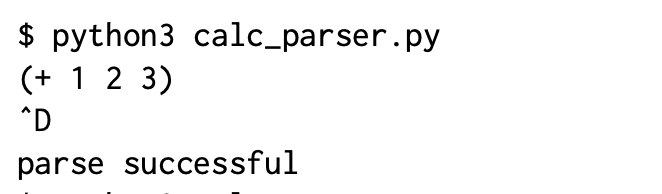 $ python3 calc_parser.py
(+ 1 2 3)
^D
parse successful